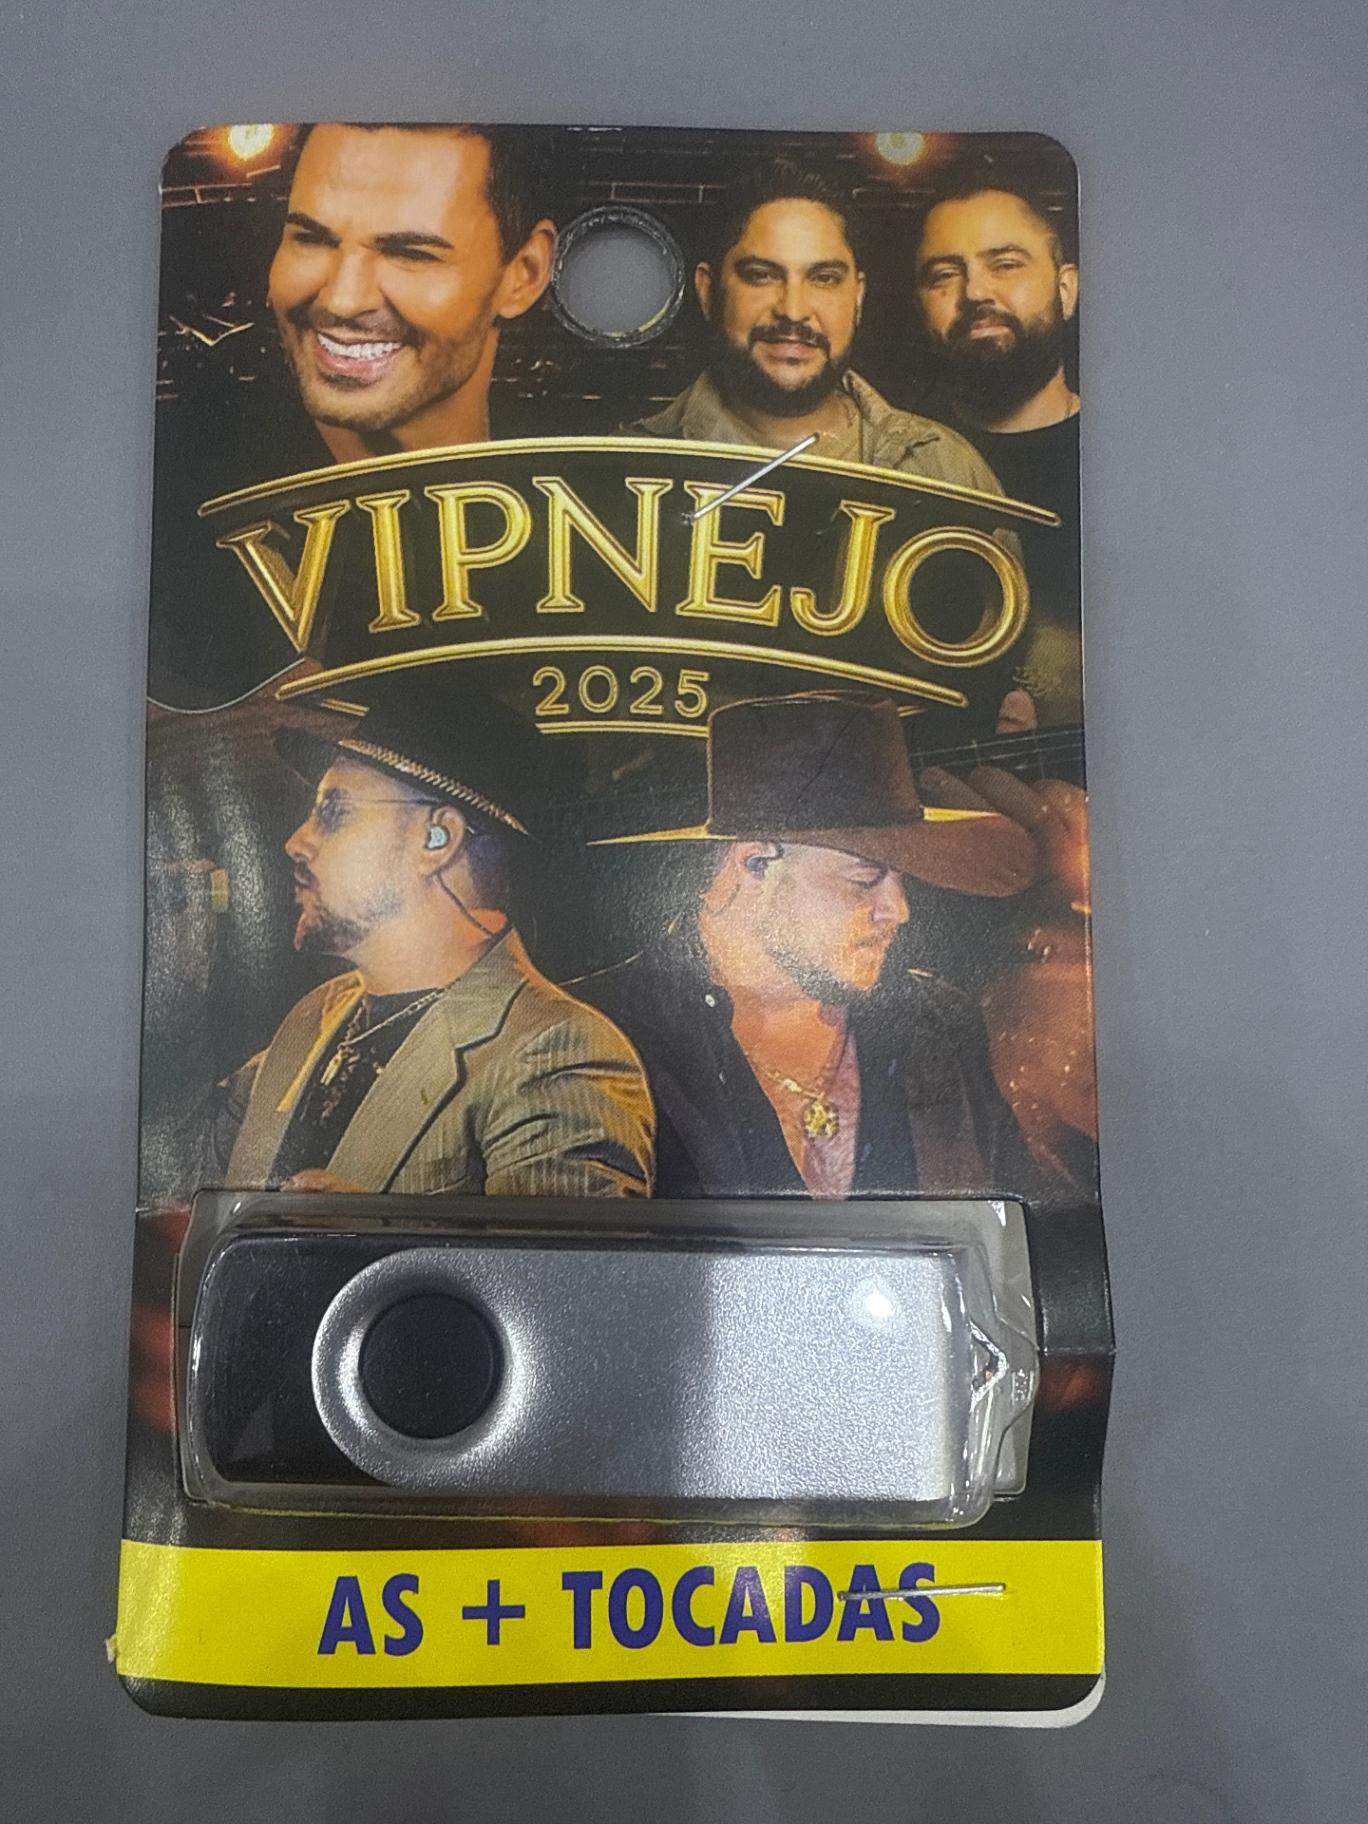 VIPNEJO
2025
AS + TOCADAS